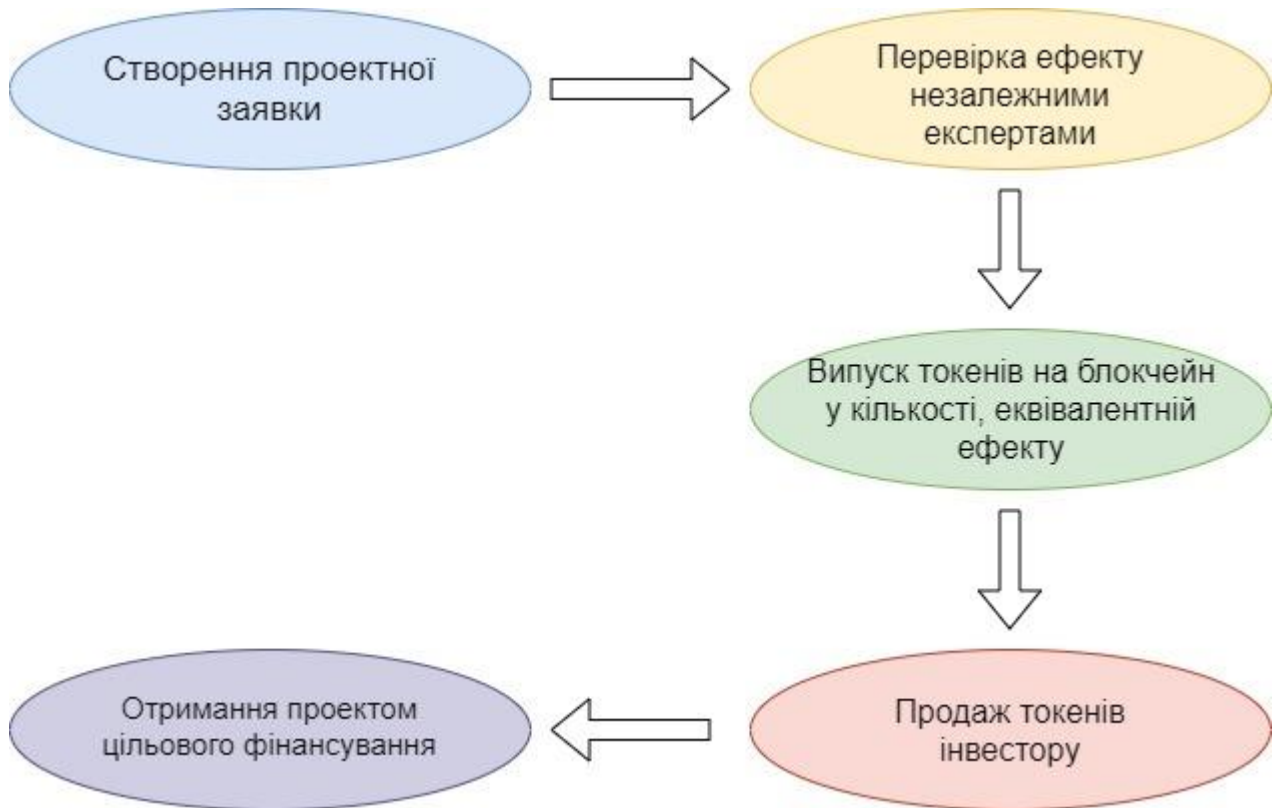 Створення проектної
заявки
Перевірка ефекту
незалежними
експертами
Випуск токенів на блокчейн
у кількості, еквівалентній
ефекту
Продаж токенів
інвестору
Отримання проектом
цільового фінансування